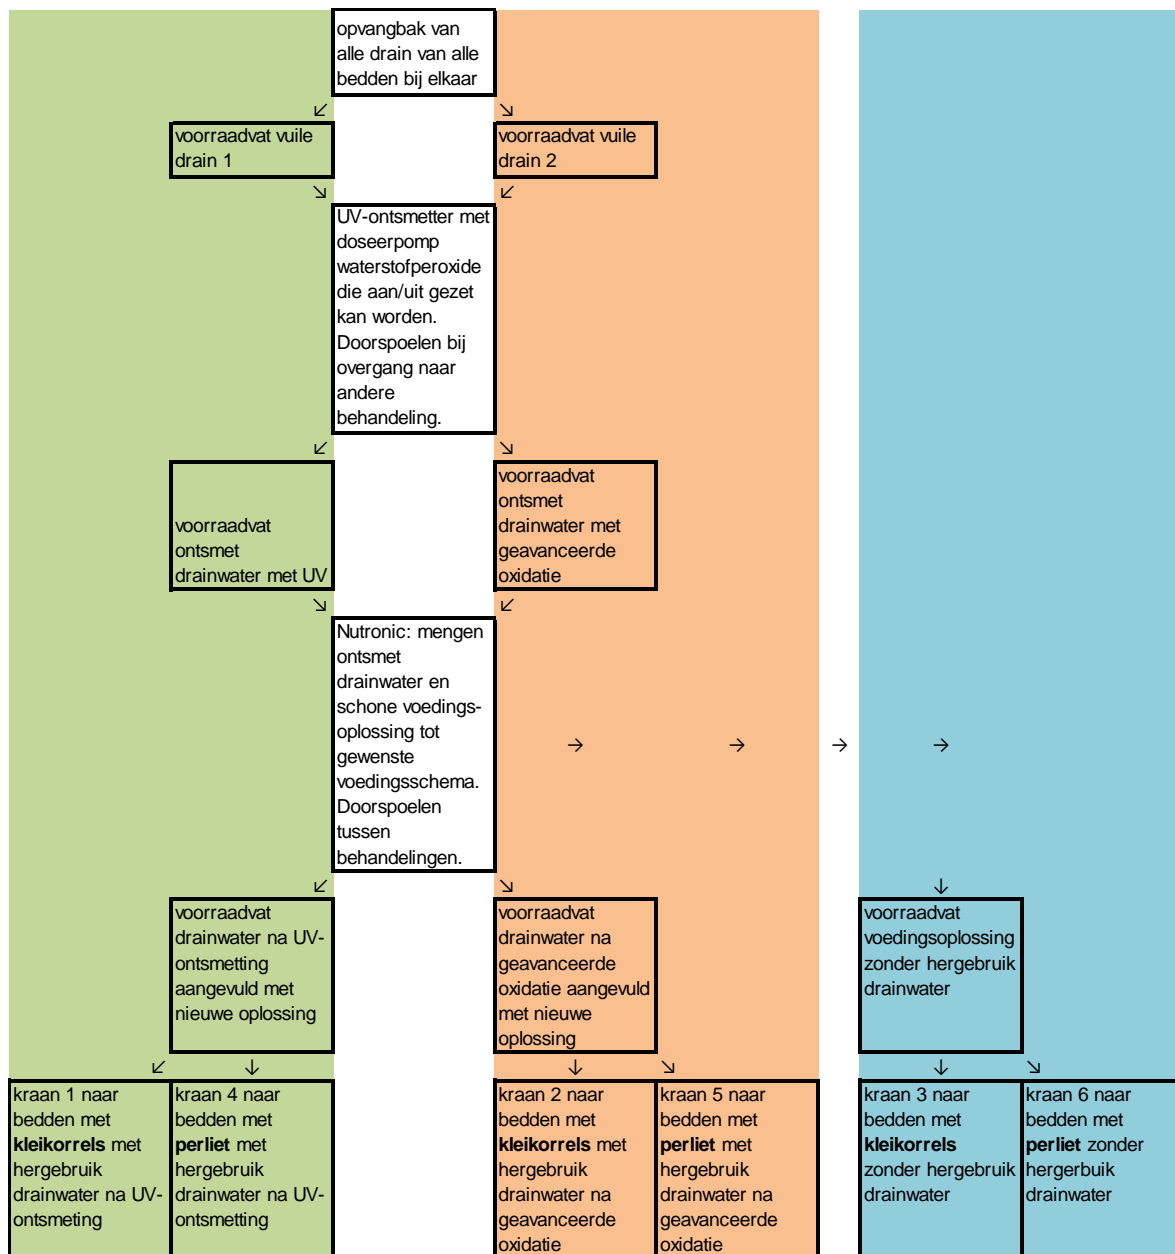 opvangbak van
alle drain van alle
bedden bij elkaar
↙ ↘
voorraadvat vuile
drain 1
voorraadvat vuile
drain 2
↘ ↙
UV-ontsmetter met
doseerpomp
waterstofperoxide
die aan/uit gezet
kan worden.
Doorspoelen bij
overgang naar
andere
behandeling.
↙ ↘
voorraadvat
ontsmet
drainwater met UV
voorraadvat
ontsmet
drainwater met
geavanceerde
oxidatie
↘ ↙
Nutronic: mengen
ontsmet
drainwater en
schone voedings-
oplossing tot
gewenste
voedingsschema.
Doorspoelen
tussen
behandelingen.
→ → → →
↙ ↘ ↓
voorraadvat
drainwater na UV-
ontsmetting
aangevuld met
nieuwe oplossing
voorraadvat
drainwater na
geavanceerde
oxidatie aangevuld
met nieuwe
oplossing
voorraadvat
voedingsoplossing
zonder hergebruik
drainwater
↙ ↓ ↓ ↘ ↓ ↘
kraan 1 naar
bedden met
kleikorrels met
hergebruik
drainwater na UV-
ontsmeting
kraan 4 naar
bedden met
perliet met
hergebruik
drainwater na UV-
ontsmetting
kraan 2 naar
bedden met
kleikorrels met
hergebruik
drainwater na
geavanceerde
oxidatie
kraan 5 naar
bedden met
perliet met
hergebruik
drainwater na
geavanceerde
oxidatie
kraan 3 naar
bedden met
kleikorrels
zonder hergebruik
drainwater
kraan 6 naar
bedden met
perliet zonder
hergerbuik
drainwater